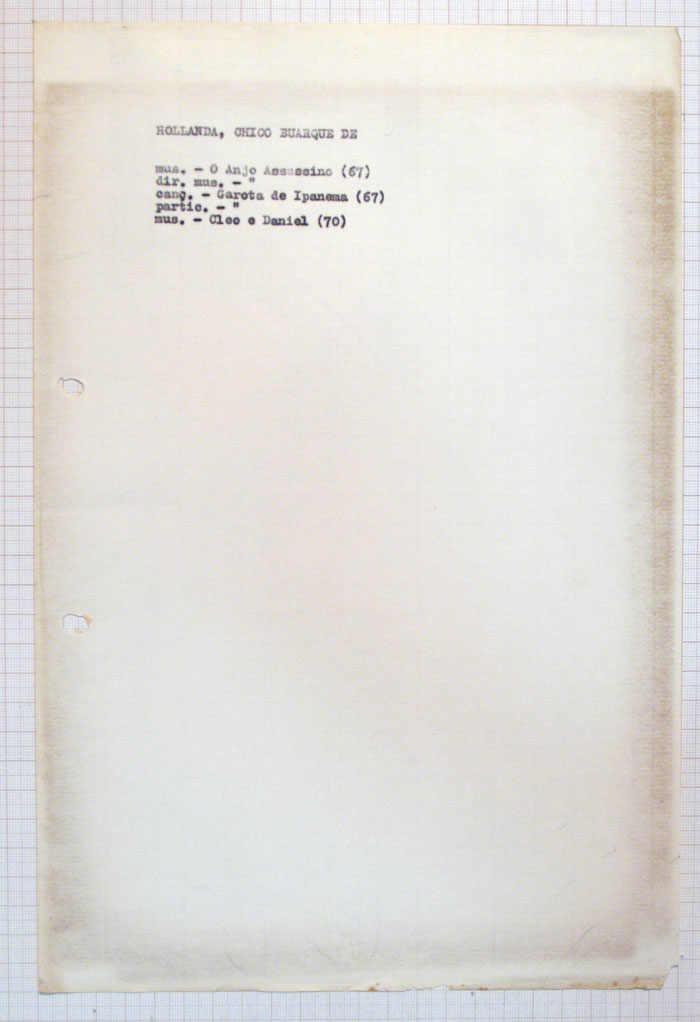 HOLLANDA, CHICO BUARQUE DE
mus. - O Anjo Assassino (67)
dir. mus. - "
canç. - Garota de Ipanema (67)
partic. - "
mus. - Cleo e Daniel (70)